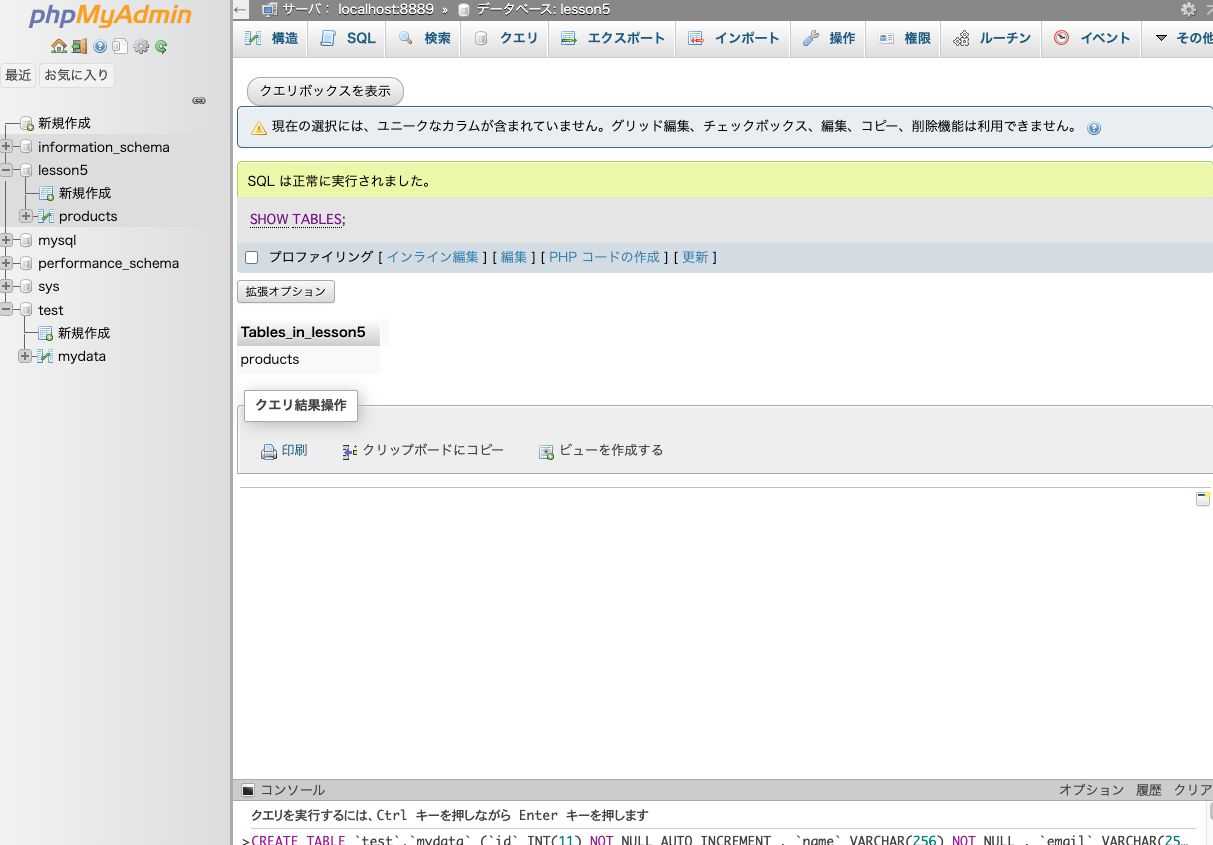 phpMyAdmin
最近 お気に入り
新規作成
information_schema
lesson5
新規作成
products
mysql
performance_schema
sys
test
新規作成
mydata
← サーバ： localhost:8889 » データベース: lesson5
構造 SQL 検索 クエリ エクスポート インポート 操作 権限 ルーチン イベント その他
クエリボックスを表示
現在の選択には、ユニークなカラムが含まれていません。グリッド編集、チェックボックス、編集、コピー、削除機能は利用できません。
SQL は正常に実行されました。
SHOW TABLES;
プロファイリング [ インライン編集 ] [ 編集 ] [ PHP コードの作成 ] [ 更新 ]
拡張オプション
Tables_in_lesson5
products
クエリ結果操作
印刷 クリップボードにコピー ビューを作成する
コンソール オプション 履歴 クリア
クエリを実行するには、Ctrl キーを押しながら Enter キーを押します
>CREATE TABLE `test`.`mydata` (`id` INT(11) NOT NULL AUTO_INCREMENT , `name` VARCHAR(256) NOT NULL , `email` VARCHAR(25…